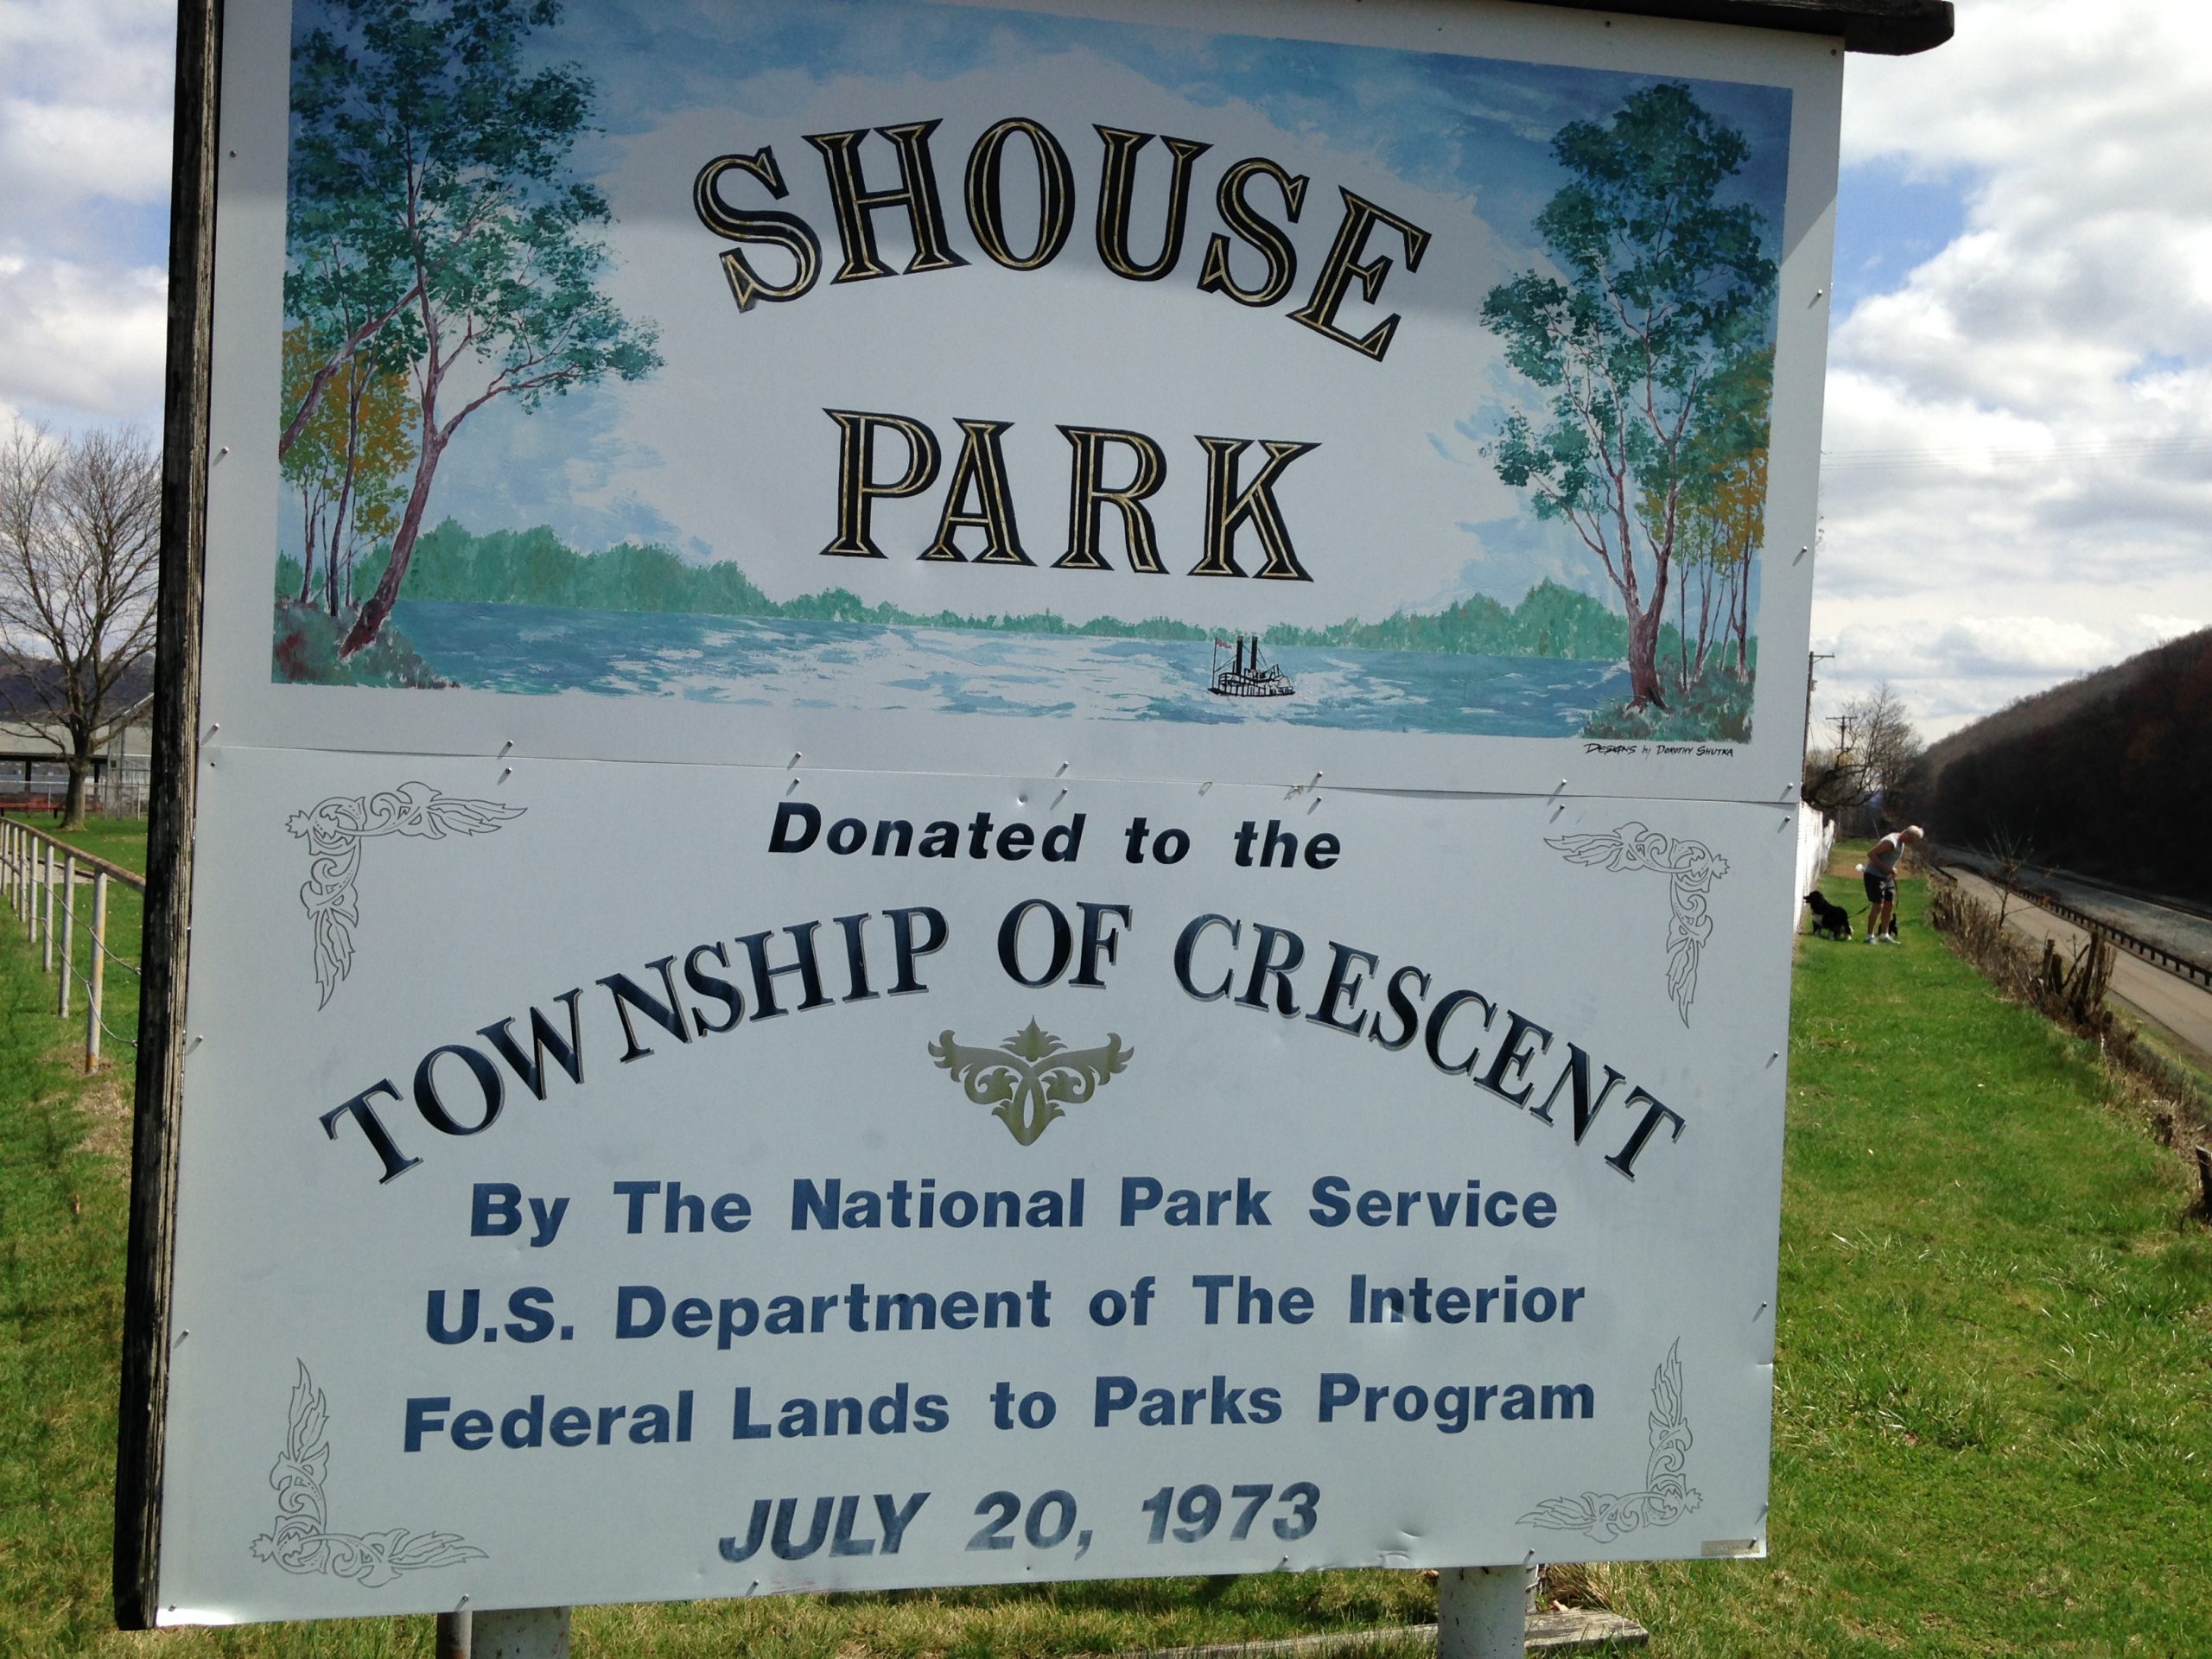 SHOUSE
PARK
DESIGNS by DOROTHY SHUTKA
Donated to the
TOWNSHIP OF CRESCENT
By The National Park Service
U.S. Department of The Interior
Federal Lands to Parks Program
JULY 20, 1973